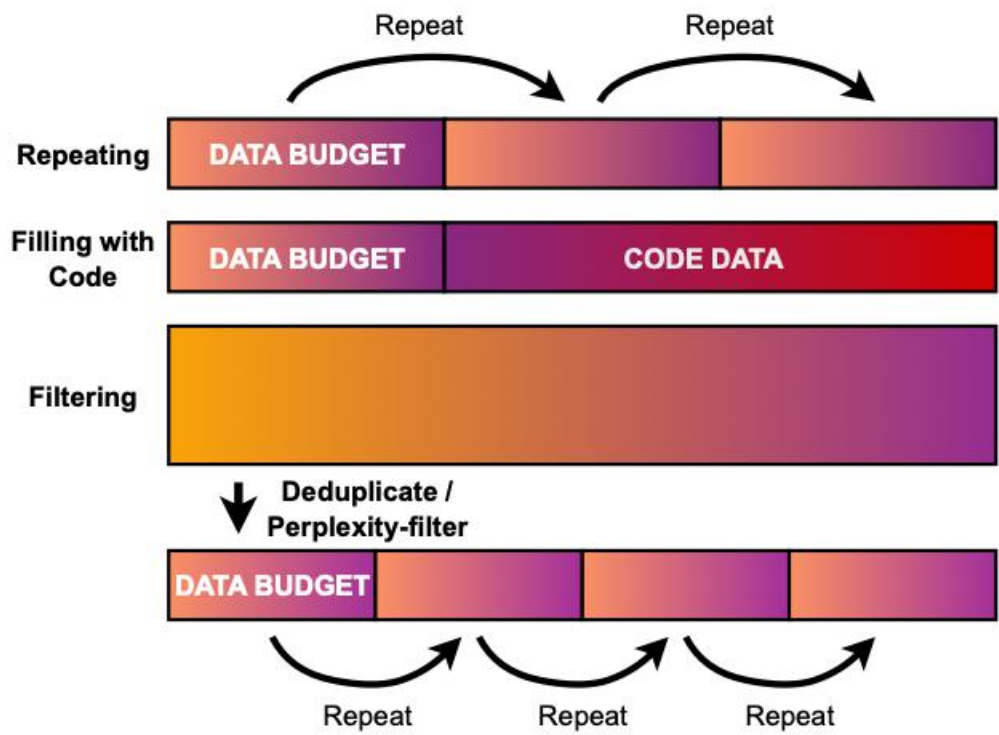 Repeat
Repeat
Repeating
DATA BUDGET
Filling with
Code
DATA BUDGET
CODE DATA
Filtering
Deduplicate /
Perplexity-filter
DATA BUDGET
Repeat
Repeat
Repeat